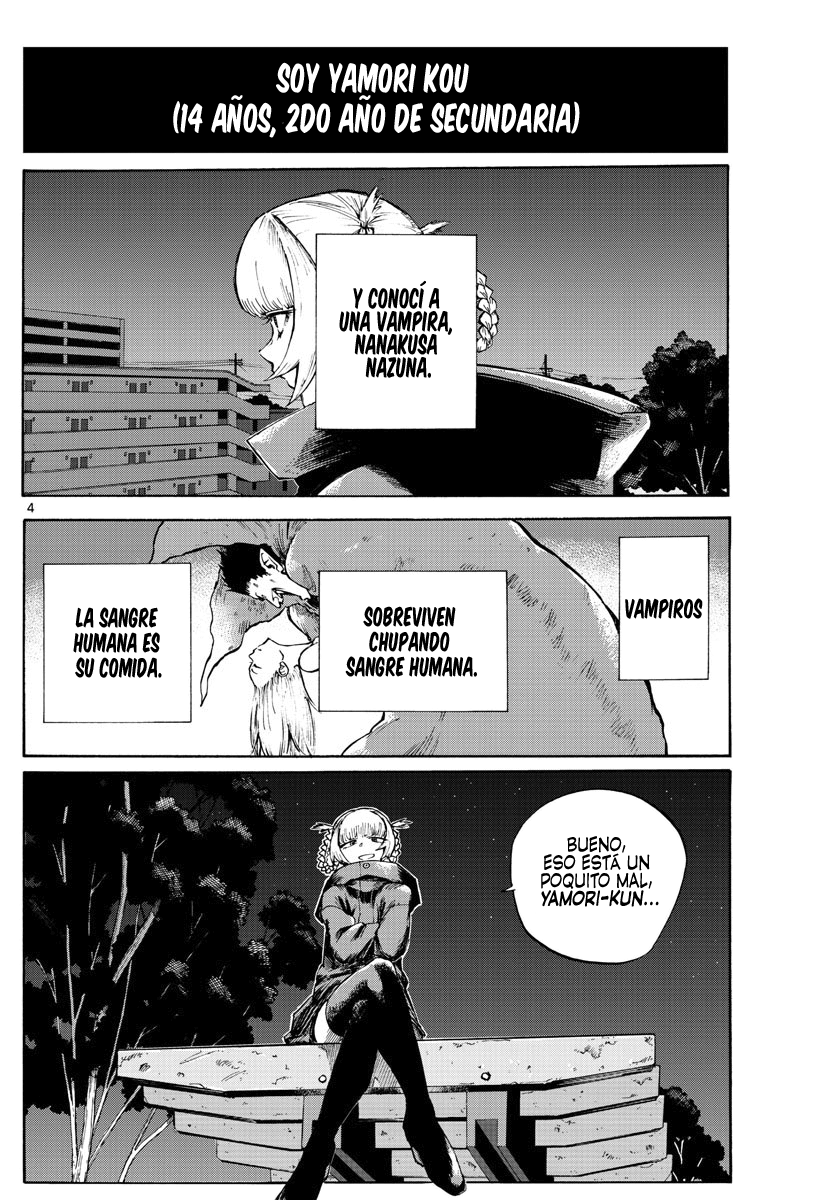 SOY YAMORI KOU
(14 AÑOS, 2DO AÑO DE SECUNDARIA)
Y CONOCÍ A
UNA VAMPIRA,
NANAKUSA
NAZUNA.
4
VAMPIROS
SOBREVIVEN
CHUPANDO
SANGRE HUMANA.
LA SANGRE
HUMANA ES
SU COMIDA.
BUENO,
ESO ESTÁ UN
POQUITO MAL,
YAMORI-KUN...